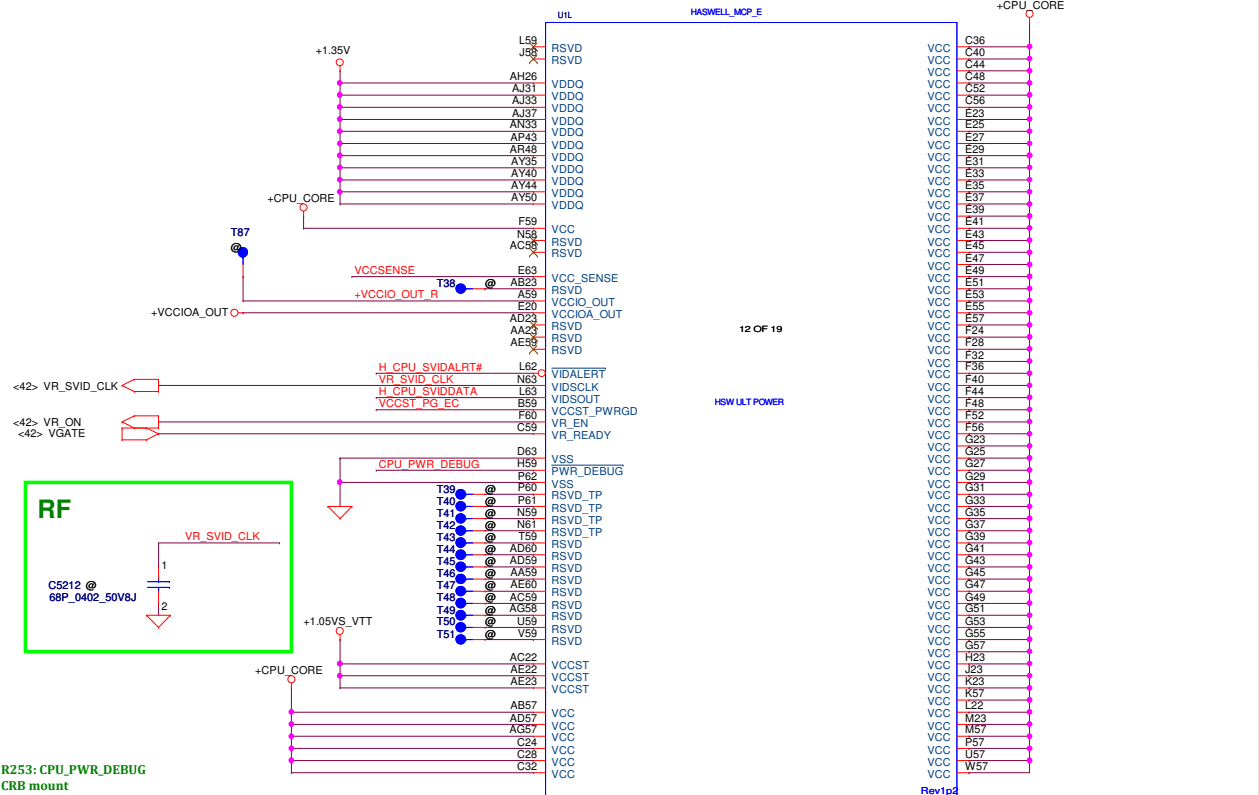 U1L
HASWELL_MCP_E
+CPU_CORE
+1.35V
L59 RSVD
J58 RSVD
AH26 VDDQ
AJ31 VDDQ
AJ33 VDDQ
AJ37 VDDQ
AN33 VDDQ
AP43 VDDQ
AR48 VDDQ
AY35 VDDQ
AY40 VDDQ
AY44 VDDQ
AY50 VDDQ
+CPU_CORE
F59 VCC
N58 RSVD
AC58 RSVD
T87
@
VCCSENSE E63 VCC_SENSE
T38 @ AB23 RSVD
+VCCIO_OUT_R A59 VCCIO_OUT
+VCCIOA_OUT E20 VCCIOA_OUT
AD23 RSVD
AA23 RSVD
AE59 RSVD
H_CPU_SVIDALRT# L62 VIDALERT
<42> VR_SVID_CLK VR_SVID_CLK N63 VIDSCLK
H_CPU_SVIDDATA L63 VIDSOUT
VCCST_PG_EC B59 VCCST_PWRGD
<42> VR_ON F60 VR_EN
<42> VGATE C59 VR_READY
D63 VSS
CPU_PWR_DEBUG H59 PWR_DEBUG
P62 VSS
T39 @ P60 RSVD_TP
T40 @ P61 RSVD_TP
T41 @ N59 RSVD_TP
T42 @ N61 RSVD_TP
T43 @ T59 RSVD
T44 @ AD60 RSVD
T45 @ AD59 RSVD
T46 @ AA59 RSVD
T47 @ AE60 RSVD
T48 @ AC59 RSVD
T49 @ AG58 RSVD
T50 @ U59 RSVD
T51 @ V59 RSVD
+1.05VS_VTT
AC22 VCCST
AE22 VCCST
AE23 VCCST
+CPU_CORE
AB57 VCC
AD57 VCC
AG57 VCC
C24 VCC
C28 VCC
C32 VCC
RF
VR_SVID_CLK
1
C5212 @
68P_0402_50V8J
2
R253: CPU_PWR_DEBUG
CRB mount
12 OF 19
HSW ULT POWER
VCC C36
VCC C40
VCC C44
VCC C48
VCC C52
VCC C56
VCC E23
VCC E25
VCC E27
VCC E29
VCC E31
VCC E33
VCC E35
VCC E37
VCC E39
VCC E41
VCC E43
VCC E45
VCC E47
VCC E49
VCC E51
VCC E53
VCC E55
VCC E57
VCC F24
VCC F28
VCC F32
VCC F36
VCC F40
VCC F44
VCC F48
VCC F52
VCC F56
VCC G23
VCC G25
VCC G27
VCC G29
VCC G31
VCC G33
VCC G35
VCC G37
VCC G39
VCC G41
VCC G43
VCC G45
VCC G47
VCC G49
VCC G51
VCC G53
VCC G55
VCC G57
VCC H23
VCC J23
VCC K23
VCC K57
VCC L22
VCC M23
VCC M57
VCC P57
VCC U57
VCC W57
Rev1p2